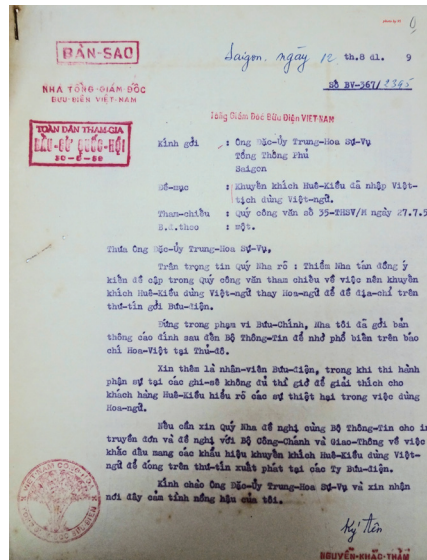 BẢN-SAO
Saigon, ngày 12 th.8 dl. 9
NHA TỔNG-GIÁM-ĐỐC
BƯU-ĐIỆN VIỆT-NAM
Số BV-367/2345
Tổng Giám Đốc Bưu Điện VIỆT-NAM
TOÀN DÂN THAM-GIA
BẦU-CỬ QUỐC-HỘI
30-8-59
Kính gởi : Ông Đặc-Ủy Trung-Hoa Sự-Vụ
Tổng Thống Phủ
Saigon
Sề-mục : Khuyến khích Huê-Kiều đã nhập Việt-
tịch dùng Việt-ngữ.
Tham-chiếu : Quý công văn số 35-THSV/M ngày 27.7.5
B.K.theo : một.
Thưa Ông Đặc-Ủy Trung-Hoa Sự-Vụ,
Trân trọng tin Quý Nha rõ : Thiểm Nha tán đồng ý
kiến đề cập trong Quý công văn tham chiếu về việc nên khuyến
khích Huê-Kiều dùng Việt-ngữ thay Hoa-ngữ để đề địa-chỉ trên
thư-tín gởi Bưu-điện.
Đứng trong phạm vi Bưu-Chính, Nha tôi đã gởi bản
thông cáo đính sau đến Bộ Thông-Tin để nhờ phổ biến trên báo
chí Hoa-Việt tại Thủ-đô.
Xin thêm là nhân-viên Bưu-điện, trong khi thi hành
phận sự tại các ghi-sê không đủ thì giờ để giải thích cho
khách hàng Huê-Kiều hiểu rõ các sự thiệt hại trong việc dùng
Hoa-ngữ.
Nếu cần xin Quý Nha đề nghị cùng Bộ Thông-Tin cho in
truyền đơn và đề nghị với Bộ Công-Chánh và Giao-Thông về việc
khắc dấu mang các khẩu hiệu khuyến khích Huê-Kiều dùng Việt-
ngữ để đóng trên thư-tín xuất phát tại các Ty Bưu-điện.
Kính chào Ông Đặc-Ủy Trung-Hoa Sự-Vụ và xin nhận
nơi đây cảm tình nồng hậu của tôi.
Ký tên
NGUYỄN-KHẮC-THẨM